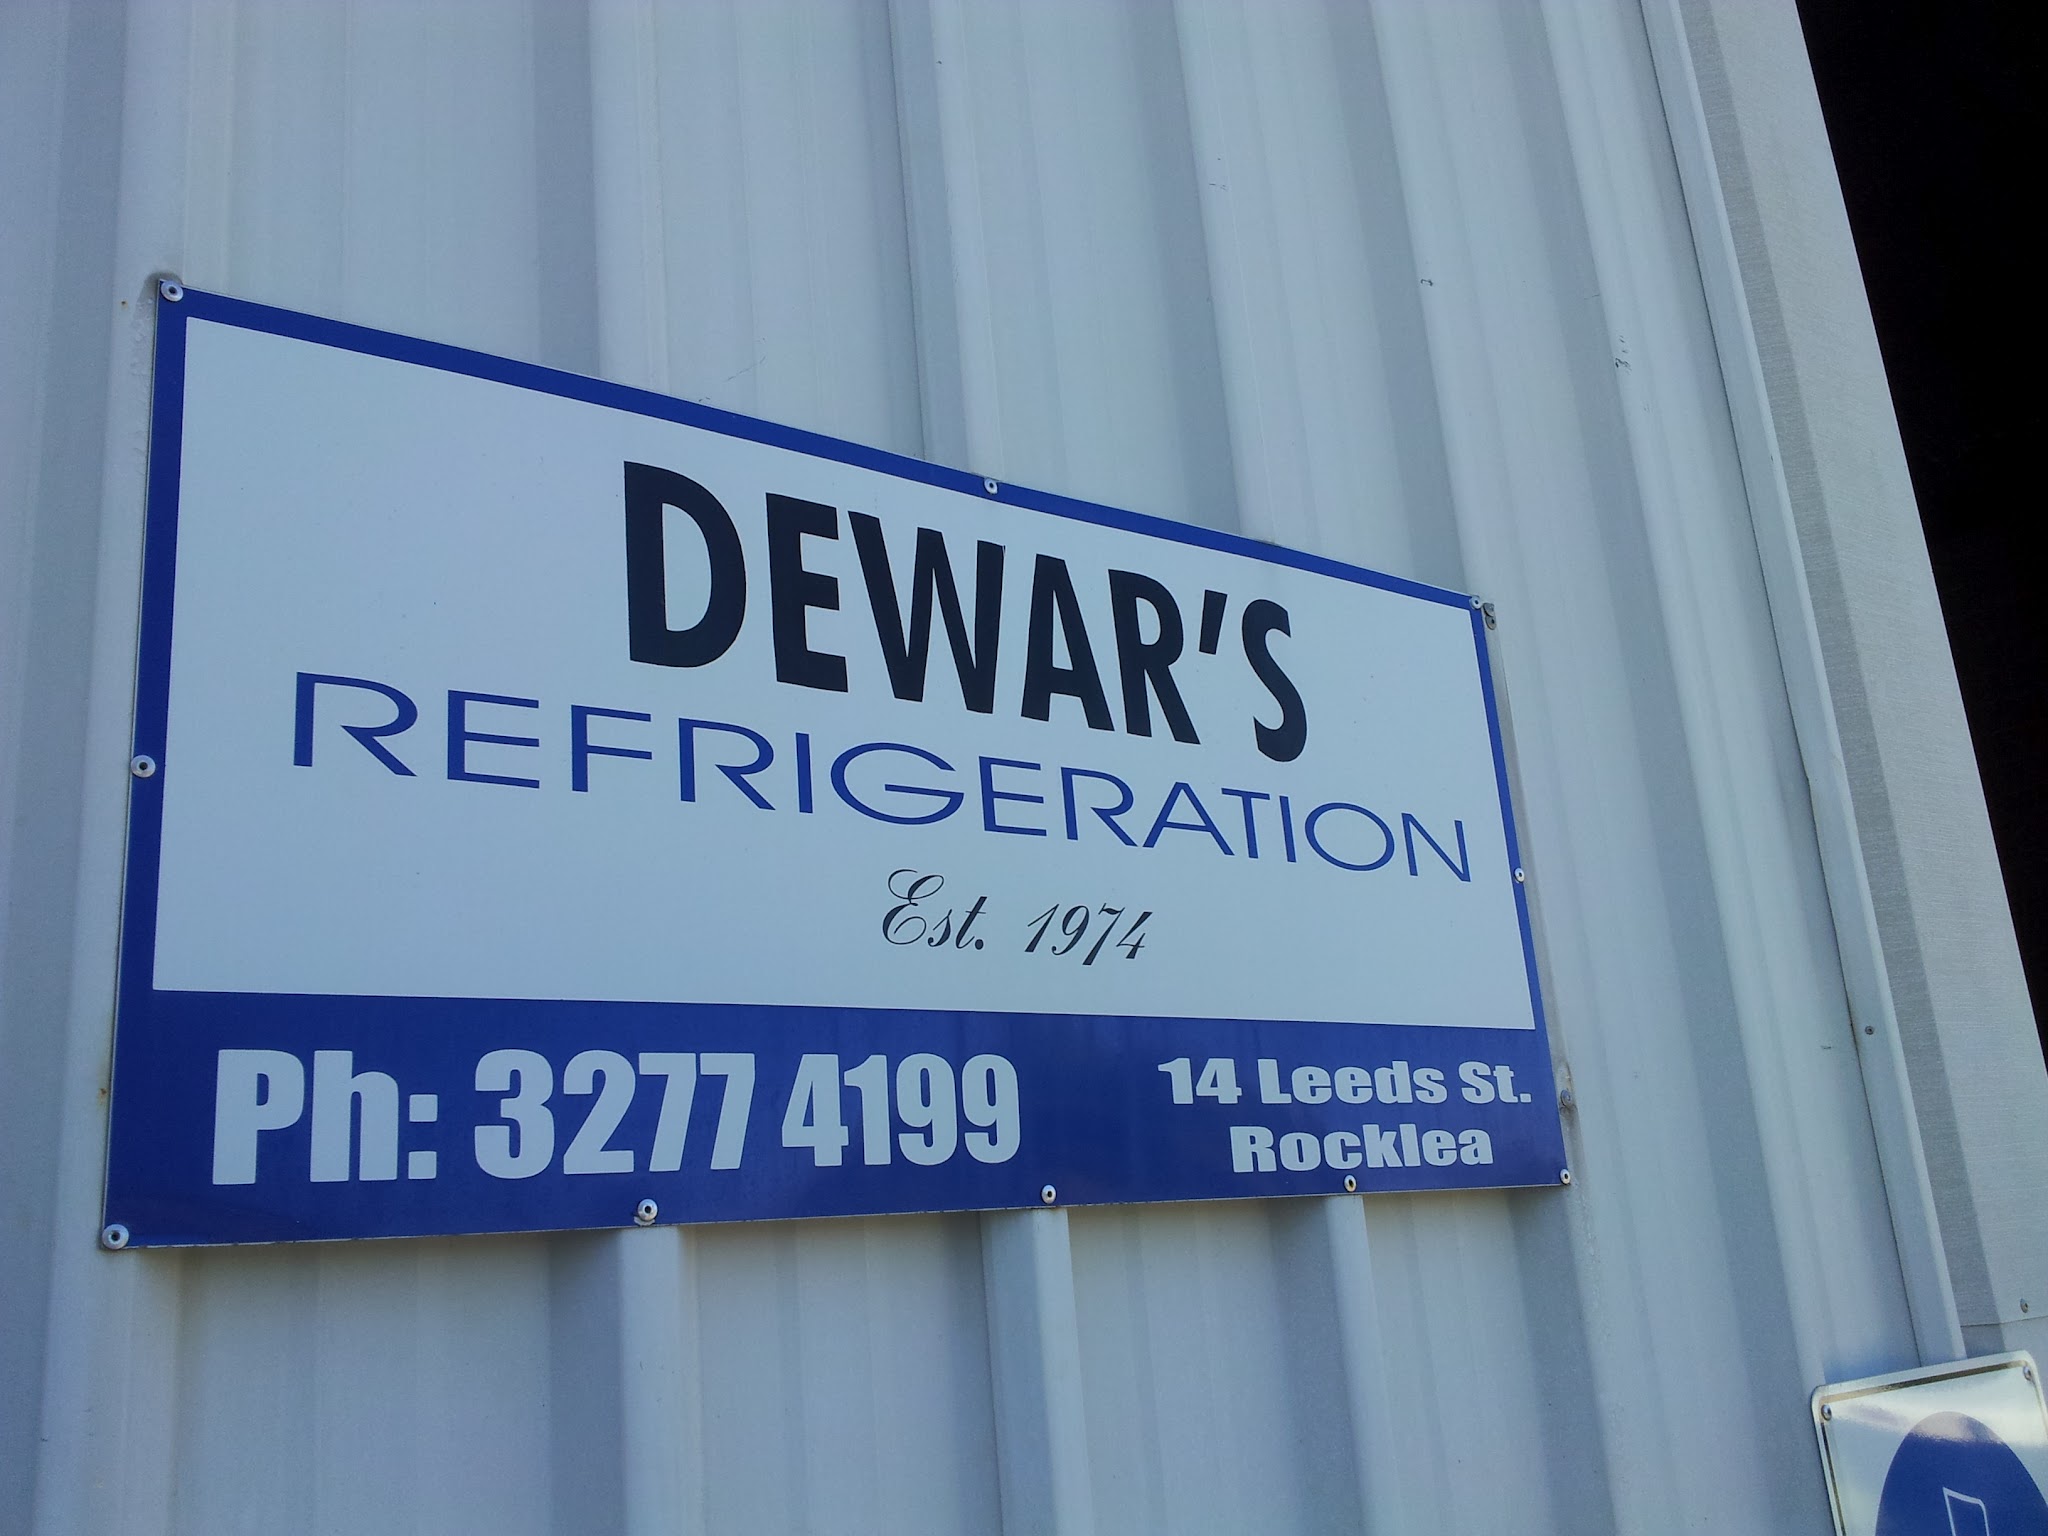 DEWAR'S
REFRIGERATION
Est. 1974
Ph: 3277 4199
14 Leeds St.
Rocklea